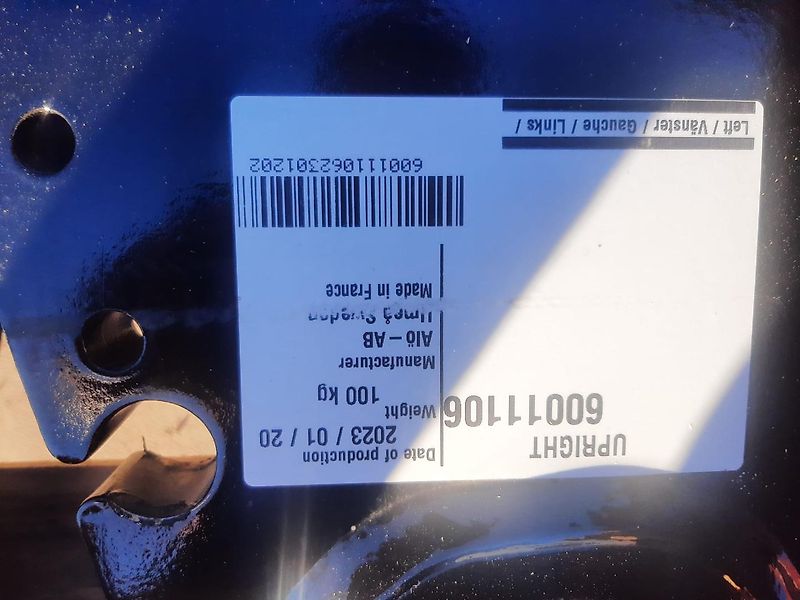 UPRIGHT
60011106
Date of production
2023 / 01 / 20
Weight 100 kg
Manufacturer
Alö – AB
Umeå Sweden
Made in France
600111062301202
Left / Vänster / Gauche / Links /